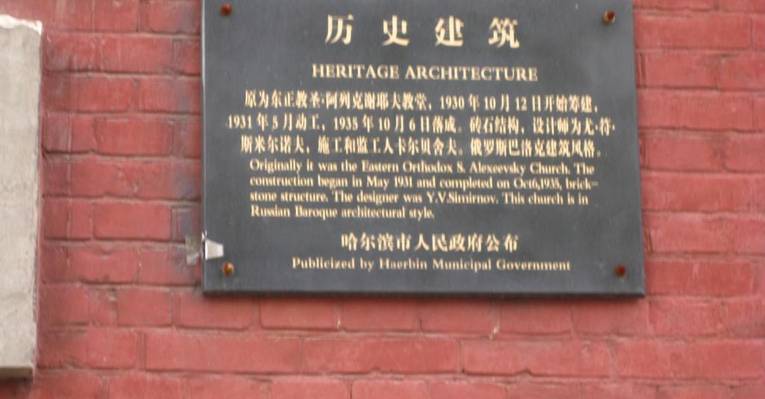 历史建筑
HERITAGE ARCHITECTURE
原为东正教圣·阿列克谢耶夫教堂，1930年10月12日开始筹建，
1931年5月动工，1935年10月6日落成。砖石结构，设计师为尤·符·
斯米尔诺夫，施工和监工人卡尔贝舍夫。俄罗斯巴洛克建筑风格。
Originally it was the Eastern Orthodox S. Alexeevsky Church. The
construction began in May 1931 and completed on Oct.6,1935, brick-
stone structure. The designer was Y.V.Simirnov. This church is in
Russian Baroque architectural style.
哈尔滨市人民政府公布
Publicized by Haerbin Municipal Government